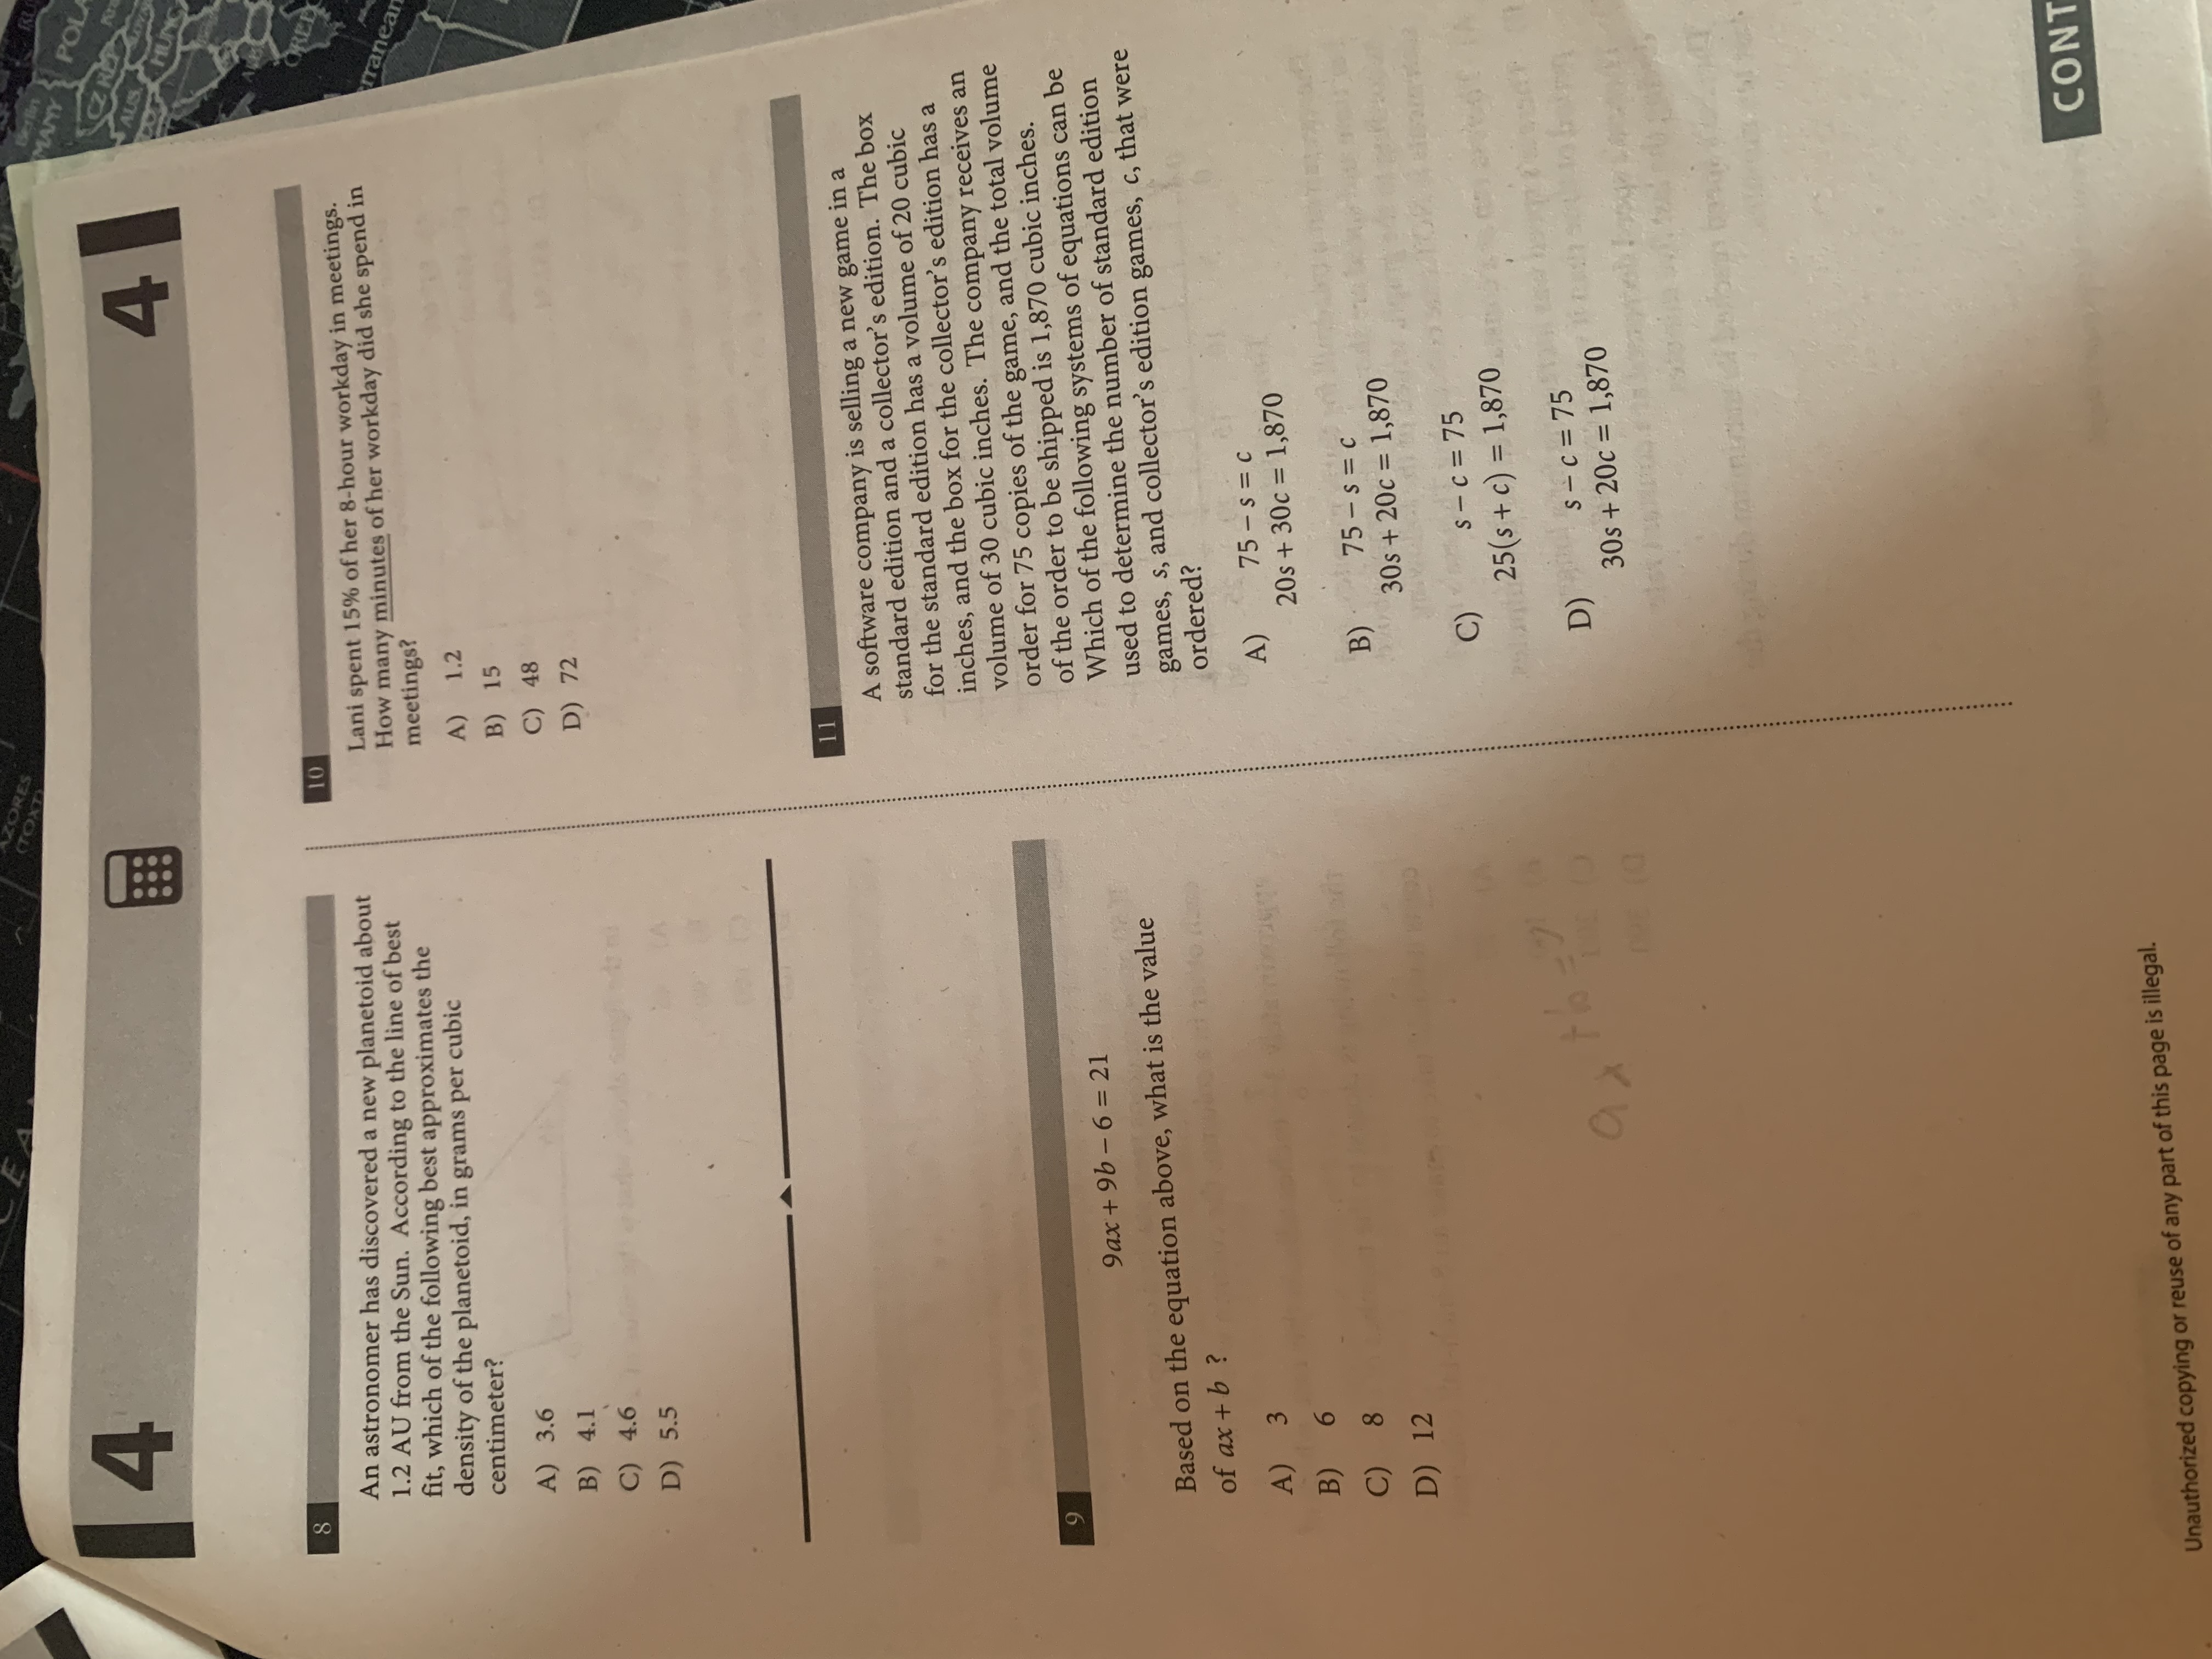 AZORES
4
4
8
An astronomer has discovered a new planetoid about
1.2 AU from the Sun. According to the line of best
fit, which of the following best approximates the
density of the planetoid, in grams per cubic
centimeter?
A) 3.6
B) 4.1
C) 4.6
D) 5.5
9
9ax + 9b – 6 = 21
Based on the equation above, what is the value
of ax + b ?
A) 3
B) 6
C) 8
D) 12
10
Lani spent 15% of her 8-hour workday in meetings.
How many minutes of her workday did she spend in
meetings?
A) 1.2
B) 15
C) 48
D) 72
11
A software company is selling a new game in a
standard edition and a collector's edition. The box
for the standard edition has a volume of 20 cubic
inches, and the box for the collector's edition has a
volume of 30 cubic inches. The company receives an
order for 75 copies of the game, and the total volume
of the order to be shipped is 1,870 cubic inches.
Which of the following systems of equations can be
used to determine the number of standard edition
games, s, and collector's edition games, c, that were
ordered?
A) 75 – s = c
20s + 30c = 1,870
B) 75 – s = c
30s + 20c = 1,870
C) s – c = 75
25(s + c) = 1,870
D) s – c = 75
30s + 20c = 1,870
CONT
Unauthorized copying or reuse of any part of this page is illegal.